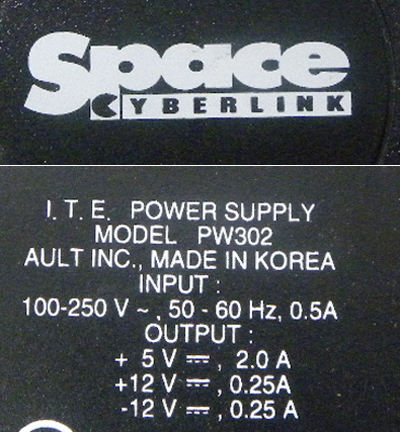 Space
CYBERLINK
I. T. E. POWER SUPPLY
MODEL PW302
AULT INC., MADE IN KOREA
INPUT :
100-250 V ~ , 50 - 60 Hz, 0.5A
OUTPUT :
+ 5 V ⎓ , 2.0 A
+12 V ⎓ , 0.25A
-12 V ⎓ , 0.25 A